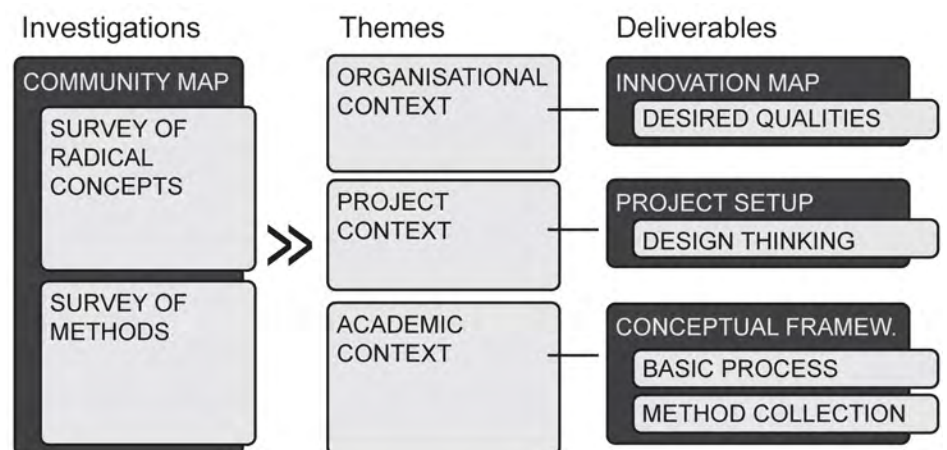 Investigations
COMMUNITY MAP
SURVEY OF
RADICAL
CONCEPTS
SURVEY OF
METHODS
Themes
ORGANISATIONAL
CONTEXT
PROJECT
CONTEXT
ACADEMIC
CONTEXT
Deliverables
INNOVATION MAP
DESIRED QUALITIES
PROJECT SETUP
DESIGN THINKING
CONCEPTUAL FRAMEW.
BASIC PROCESS
METHOD COLLECTION